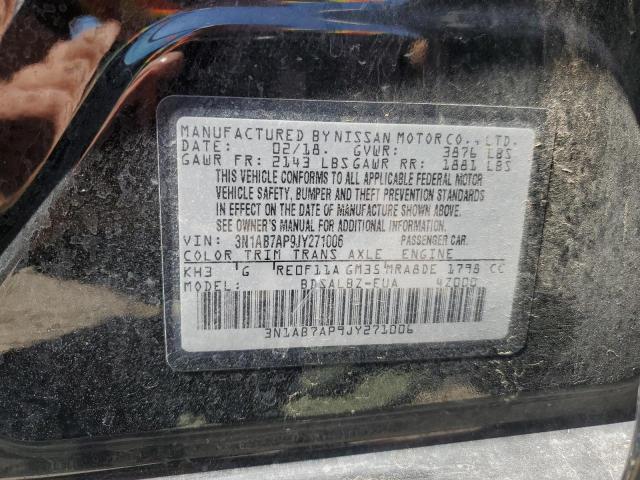 MANUFACTURED BY NISSAN MOTOR CO., LTD.
DATE: 02/18. GVWR: 3876 LBS
GAWR FR: 2143 LBS GAWR RR: 1881 LBS
THIS VEHICLE CONFORMS TO ALL APPLICABLE FEDERAL MOTOR
VEHICLE SAFETY, BUMPER AND THEFT PREVENTION STANDARDS
IN EFFECT ON THE DATE OF MANUFACTURE SHOWN ABOVE.
SEE OWNER'S MANUAL FOR ADDITIONAL INFORMATION.
VIN: 3N1AB7AP9JY271006 PASSENGER CAR.
COLOR TRIM TRANS AXLE ENGINE
KH3 G RE0F11A GM35 MRA8DE 1798 CC
MODEL: BDSALBZ-EUA 4Z000
3N1AB7AP9JY271006